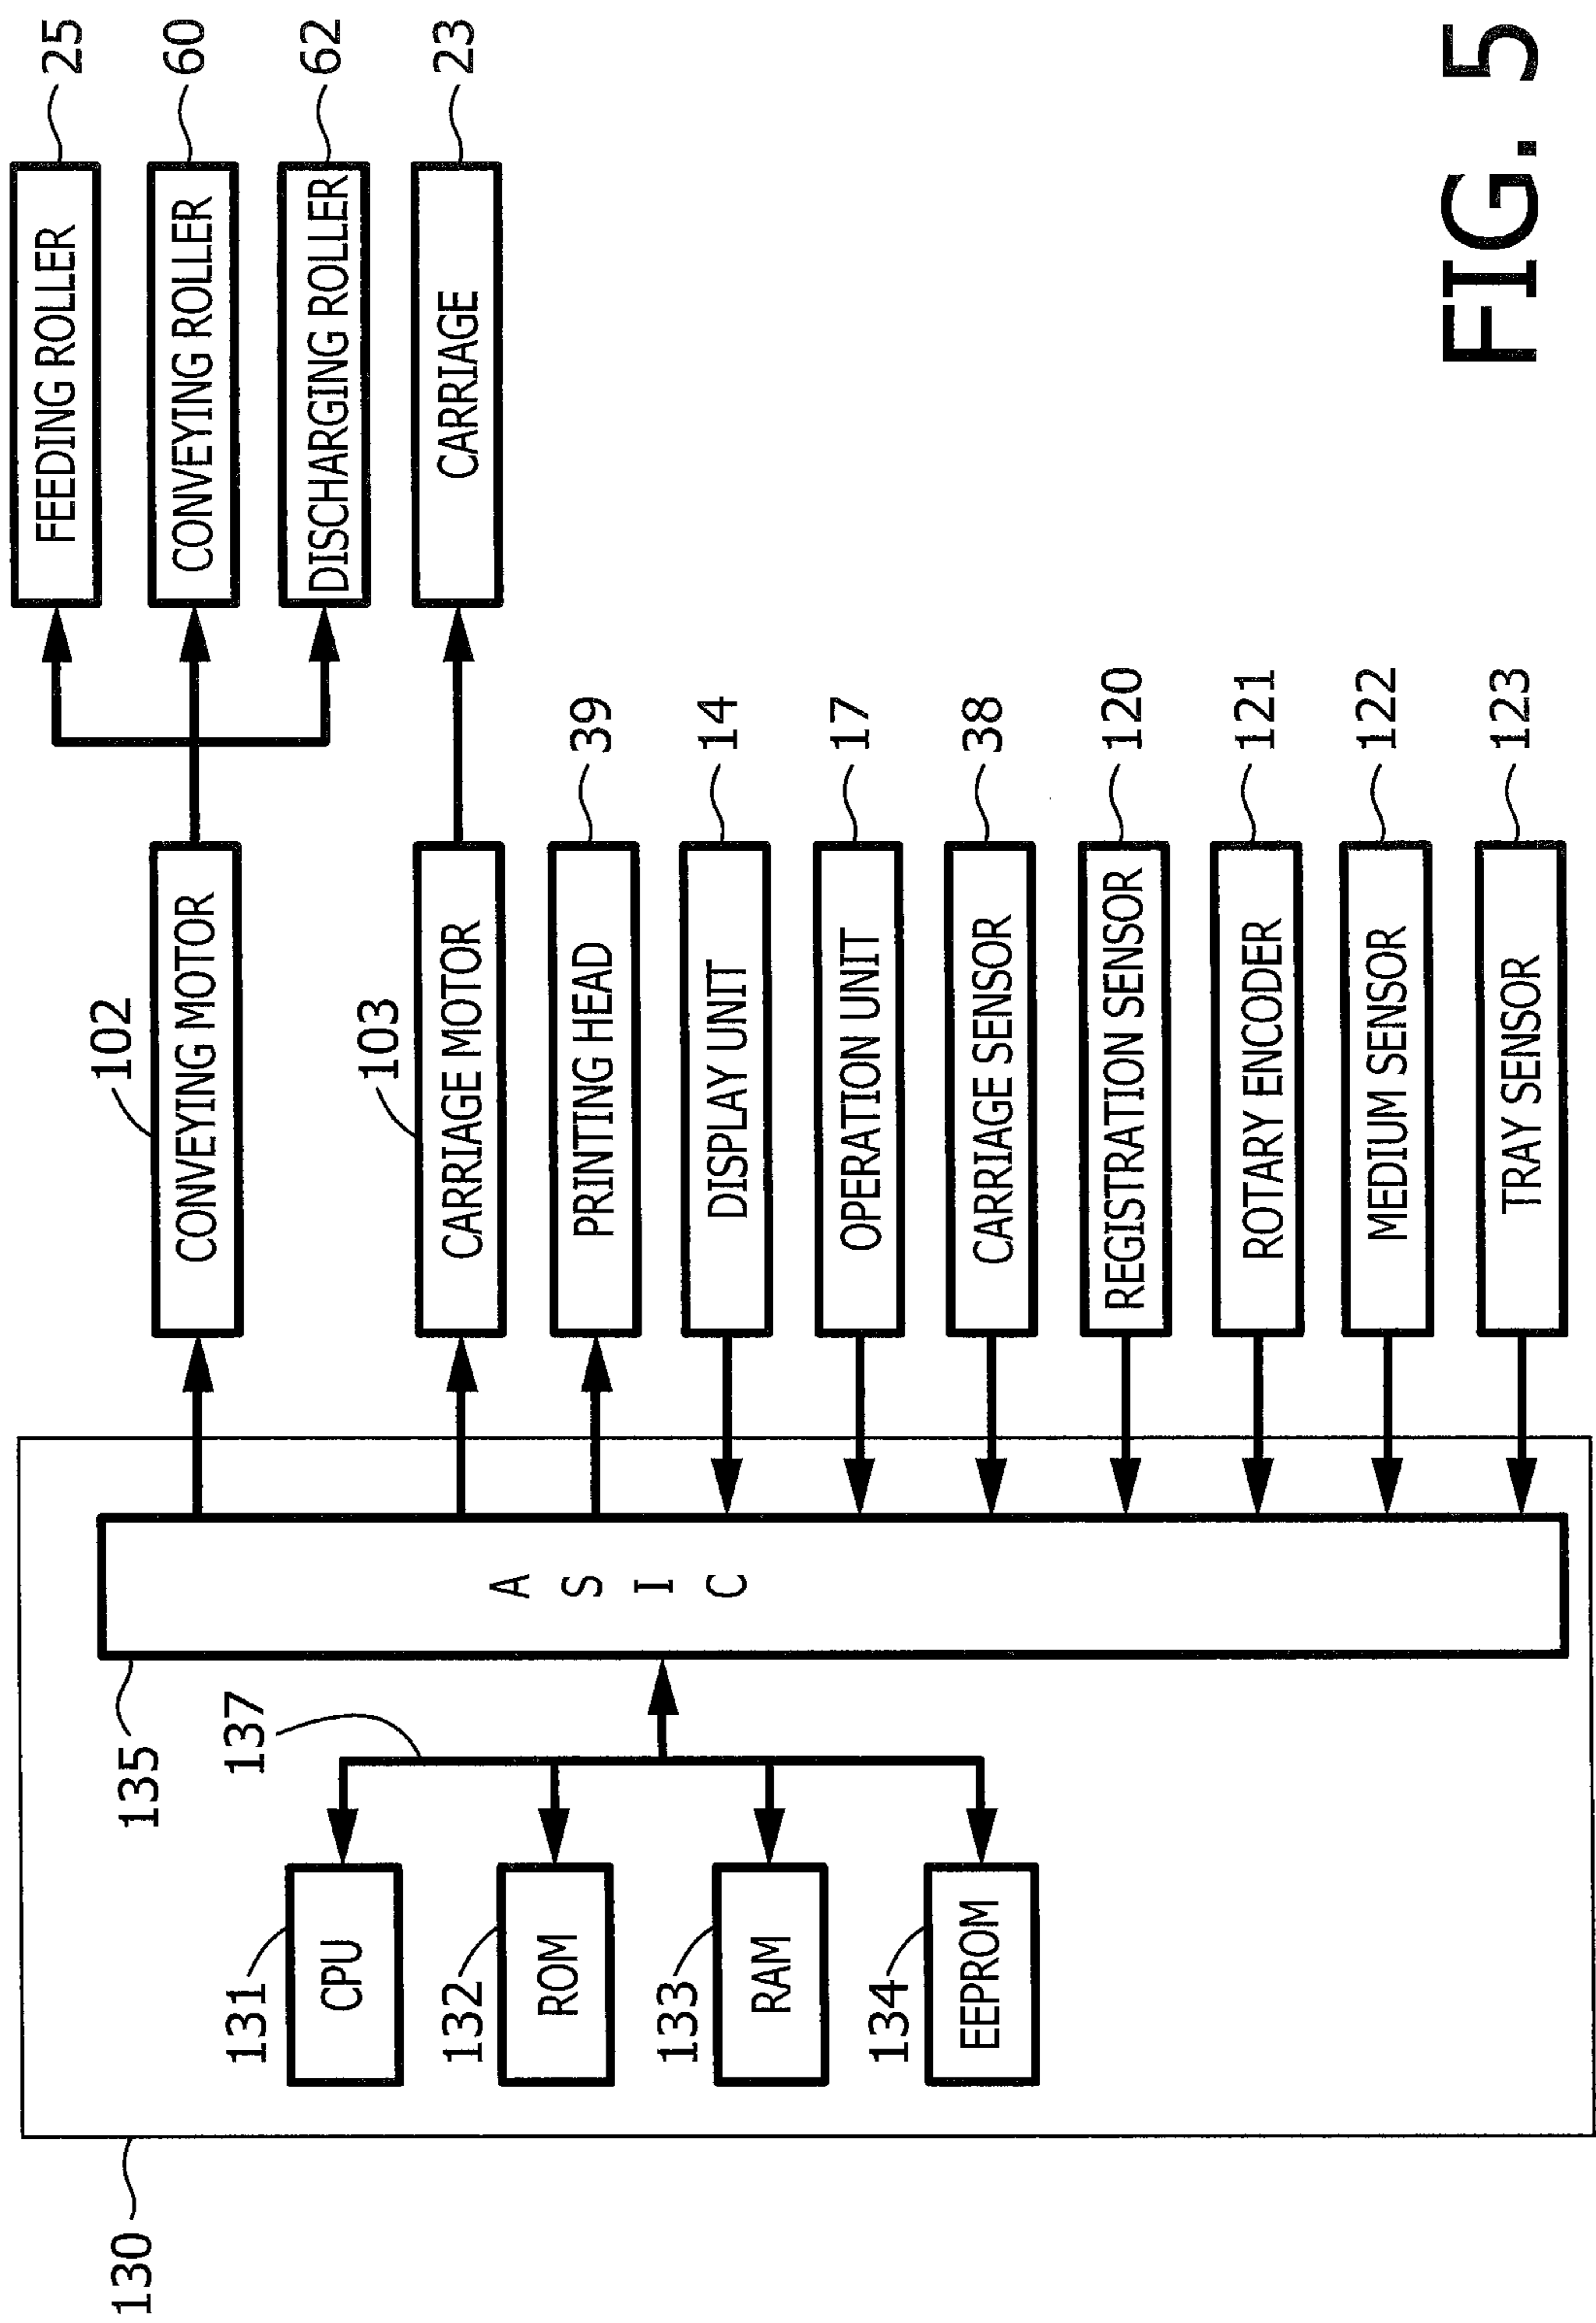 130
131
CPU
132
ROM
133
RAM
134
EEPROM
137
135
ASIC
102
CONVEYING MOTOR
FEEDING ROLLER
25
CONVEYING ROLLER
60
DISCHARGING ROLLER
62
103
CARRIAGE MOTOR
CARRIAGE
23
PRINTING HEAD
39
DISPLAY UNIT
14
OPERATION UNIT
17
CARRIAGE SENSOR
38
REGISTRATION SENSOR
120
ROTARY ENCODER
121
MEDIUM SENSOR
122
TRAY SENSOR
123
FIG. 5